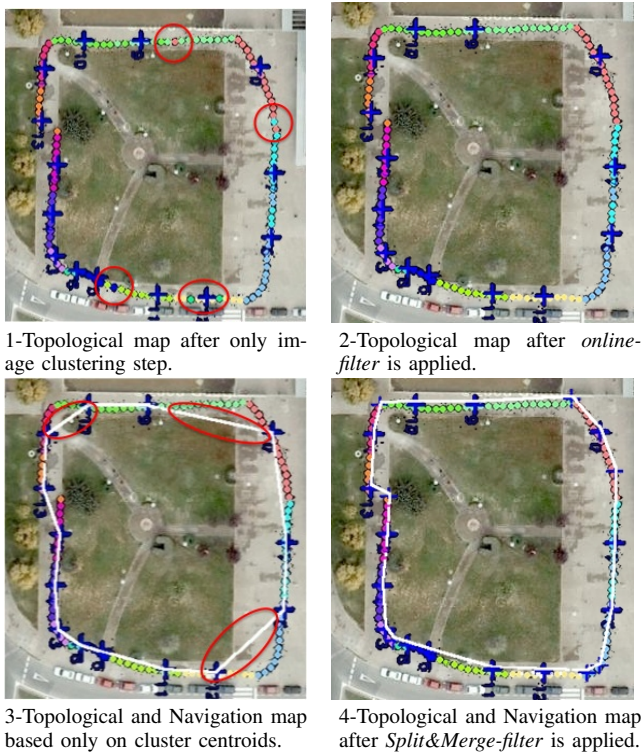 1-Topological map after only im-
age clustering step.
2-Topological map after online-
filter is applied.
3-Topological and Navigation map
based only on cluster centroids.
4-Topological and Navigation map
after Split&Merge-filter is applied.